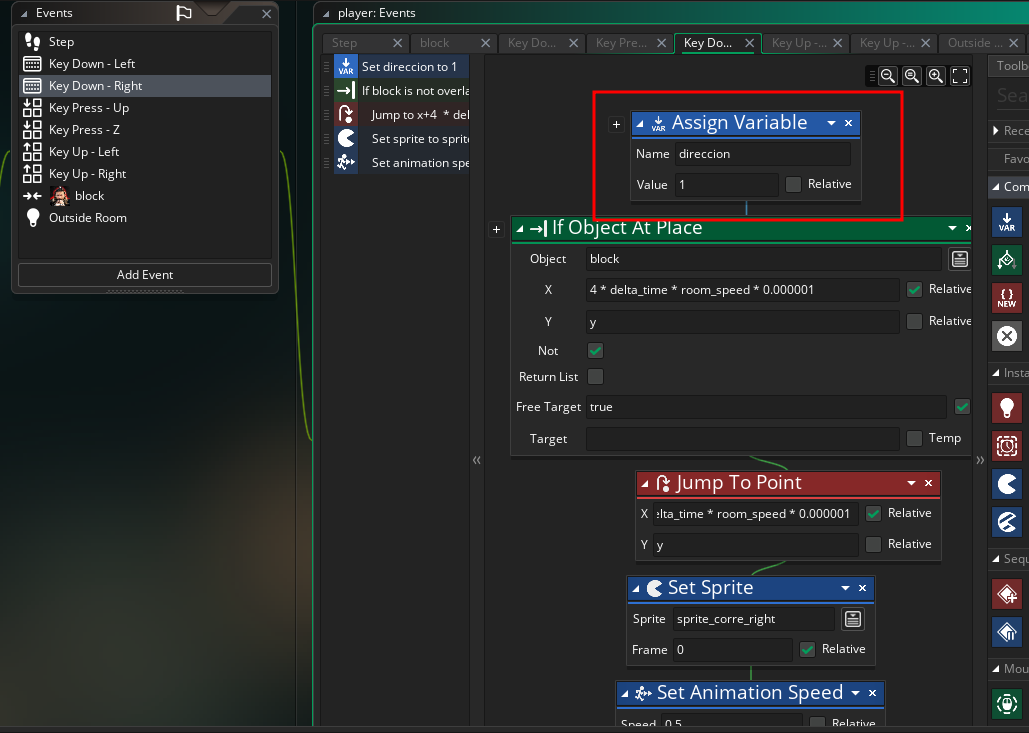 Events
Step
Key Down - Left
Key Down - Right
Key Press - Up
Key Press - Z
Key Up - Left
Key Up - Right
block
Outside Room
Add Event
player: Events
Step
block
Key Do...
Key Pre...
Key Do...
Key Up -...
Key Up -...
Outside ...
Set direccion to 1
If block is not overla
Jump to x+4 * del
Set sprite to sprite
Set animation spe
VAR
Assign Variable
Name direccion
Value 1 Relative
If Object At Place
Object block
X 4 * delta_time * room_speed * 0.000001 Relative
Y y Relative
Not
Return List
Free Target true
Target Temp
Jump To Point
X elta_time * room_speed * 0.000001 Relative
Y y Relative
Set Sprite
Sprite sprite_corre_right
Frame 0 Relative
Set Animation Speed
Speed 0.5 Relative
Toolb
Sea
Rece
Favo
Com
VAR
NEW
Insta
Sequ
Mou